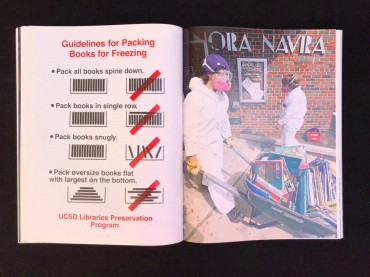 Guidelines for Packing
Books for Freezing
• Pack all books spine down.
• Pack books in single row.
• Pack books snugly.
• Pack oversize books flat
with largest on the bottom.
UCSD Libraries Preservation
Program
ORA NAVIRA